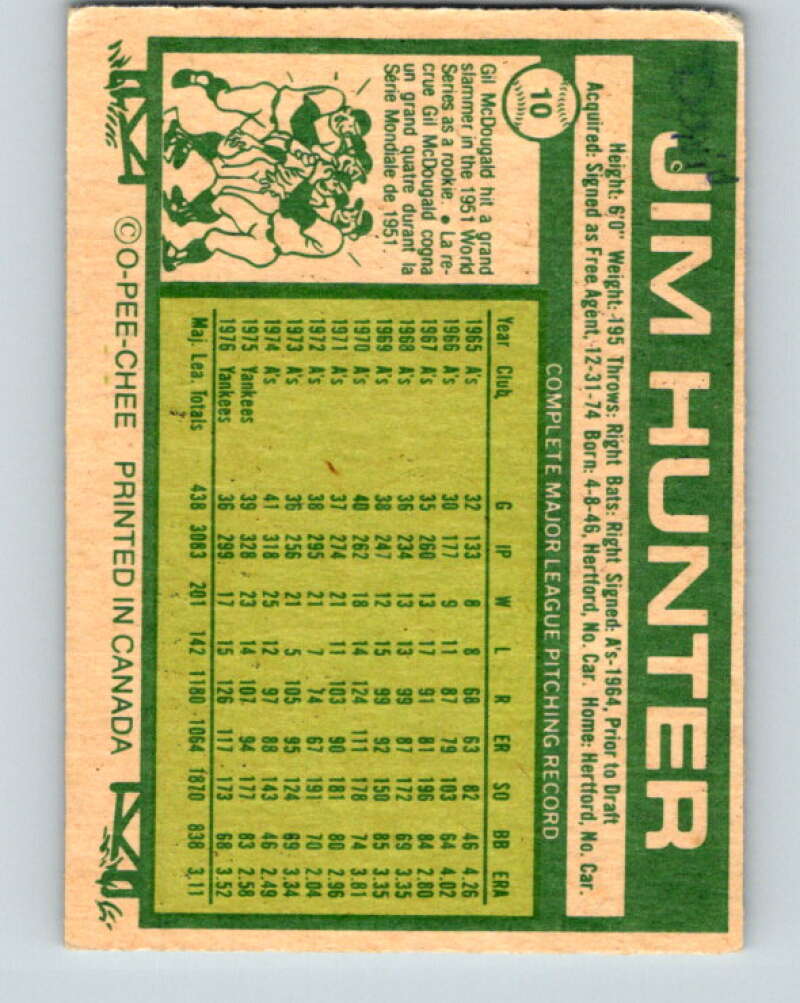 JIM HUNTER
Height: 6'0" Weight: 195 Throws: Right Bats: Right Signed: A's-1964, Prior to Draft
Acquired: Signed as Free Agent, 12-31-74 Born: 4-8-46, Hertford, No. Car. Home: Hertford, No. Car.
10
COMPLETE MAJOR LEAGUE PITCHING RECORD
Gil McDougald hit a grand
slammer in the 1951 World
Series as a rookie. • La re-
crue Gil McDougald cogna
un grand quatre durant la
Série Mondiale de 1951.
Year Club G IP W L R ER SO BB ERA
1965 A's 32 133 8 8 68 63 82 46 4.26
1966 A's 30 177 9 11 87 79 103 64 4.02
1967 A's 35 260 13 17 91 81 196 84 2.80
1968 A's 36 234 13 13 99 87 172 69 3.35
1969 A's 38 247 12 15 99 92 150 85 3.35
1970 A's 40 262 18 14 124 111 178 74 3.81
1971 A's 37 274 21 11 103 90 181 80 2.96
1972 A's 38 295 21 7 74 67 191 70 2.04
1973 A's 36 256 21 5 105 95 124 69 3.34
1974 A's 41 318 25 12 97 88 143 46 2.49
1975 Yankees 39 328 23 14 107 94 177 83 2.58
1976 Yankees 36 299 17 15 126 117 173 68 3.52
Maj. Lea. Totals 438 3083 201 142 1180 1064 1870 838 3.11
©O-PEE-CHEE PRINTED IN CANADA